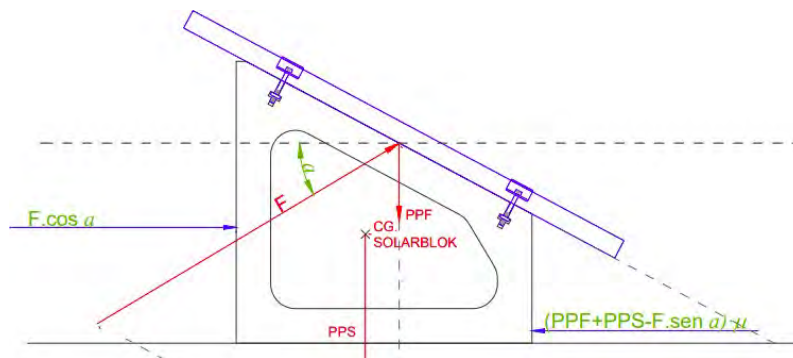 a
F
PPF
F.cos a
CG.
SOLARBLOK
PPS
(PPF+PPS-F.sen a) μ